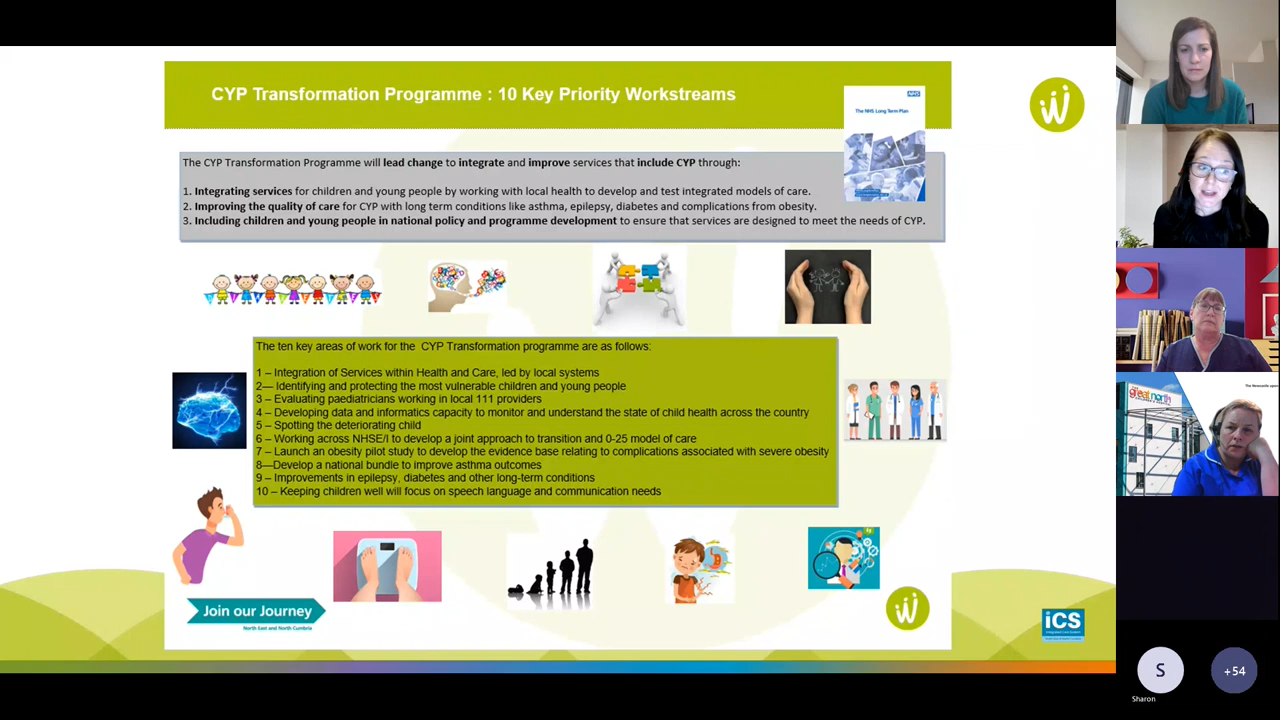 CYP Transformation Programme : 10 Key Priority Workstreams
NHS
The NHS Long Term Plan
The CYP Transformation Programme will lead change to integrate and improve services that include CYP through:
1. Integrating services for children and young people by working with local health to develop and test integrated models of care.
2. Improving the quality of care for CYP with long term conditions like asthma, epilepsy, diabetes and complications from obesity.
3. Including children and young people in national policy and programme development to ensure that services are designed to meet the needs of CYP.
The ten key areas of work for the CYP Transformation programme are as follows:
1 – Integration of Services within Health and Care, led by local systems
2— Identifying and protecting the most vulnerable children and young people
3 – Evaluating paediatricians working in local 111 providers
4 – Developing data and informatics capacity to monitor and understand the state of child health across the country
5 – Spotting the deteriorating child
6 – Working across NHSE/I to develop a joint approach to transition and 0-25 model of care
7 – Launch an obesity pilot study to develop the evidence base relating to complications associated with severe obesity
8—Develop a national bundle to improve asthma outcomes
9 – Improvements in epilepsy, diabetes and other long-term conditions
10 – Keeping children well will focus on speech language and communication needs
Join our Journey
North East and North Cumbria
ICS
Integrated Care System
great north
S
+54
Sharon